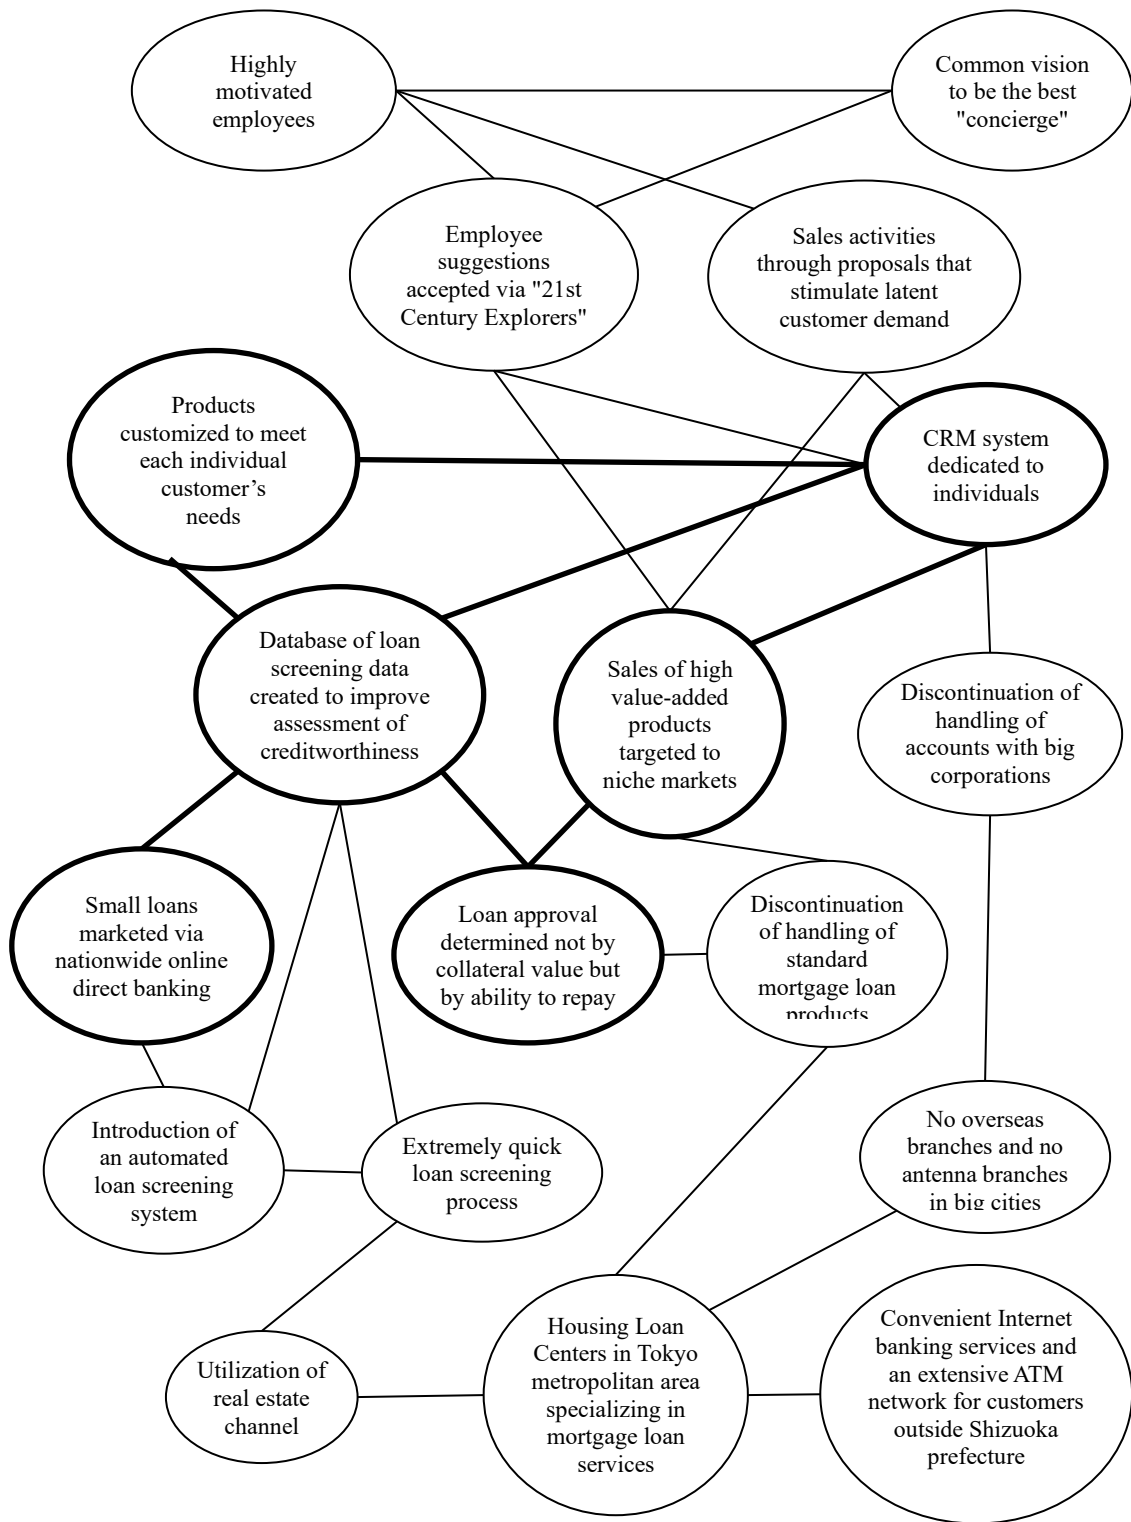 Highly
motivated
employees
Common vision
to be the best
"concierge"
Employee
suggestions
accepted via "21st
Century Explorers"
Sales activities
through proposals that
stimulate latent
customer demand
Products
customized to meet
each individual
customer’s
needs
CRM system
dedicated to
individuals
Database of loan
screening data
created to improve
assessment of
creditworthiness
Sales of high
value-added
products
targeted to
niche markets
Discontinuation of
handling of
accounts with big
corporations
Small loans
marketed via
nationwide online
direct banking
Loan approval
determined not by
collateral value but
by ability to repay
Discontinuation
of handling of
standard
mortgage loan
products
Introduction of
an automated
loan screening
system
Extremely quick
loan screening
process
No overseas
branches and no
antenna branches
in big cities
Utilization of
real estate
channel
Housing Loan
Centers in Tokyo
metropolitan area
specializing in
mortgage loan
services
Convenient Internet
banking services and
an extensive ATM
network for customers
outside Shizuoka
prefecture